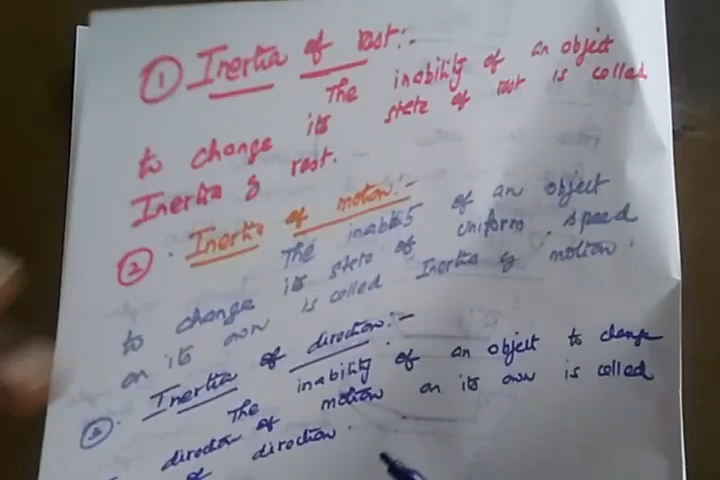 ① Inertia of rest:-
The inability of an object
to change its state of rest is called
Inertia of rest.
② Inertia of motion:-
The inability of an object
to change its state of uniform speed
on its own is called Inertia of motion.
③ Inertia of direction:-
The inability of an object to change
direction of motion on its own is called
of direction.